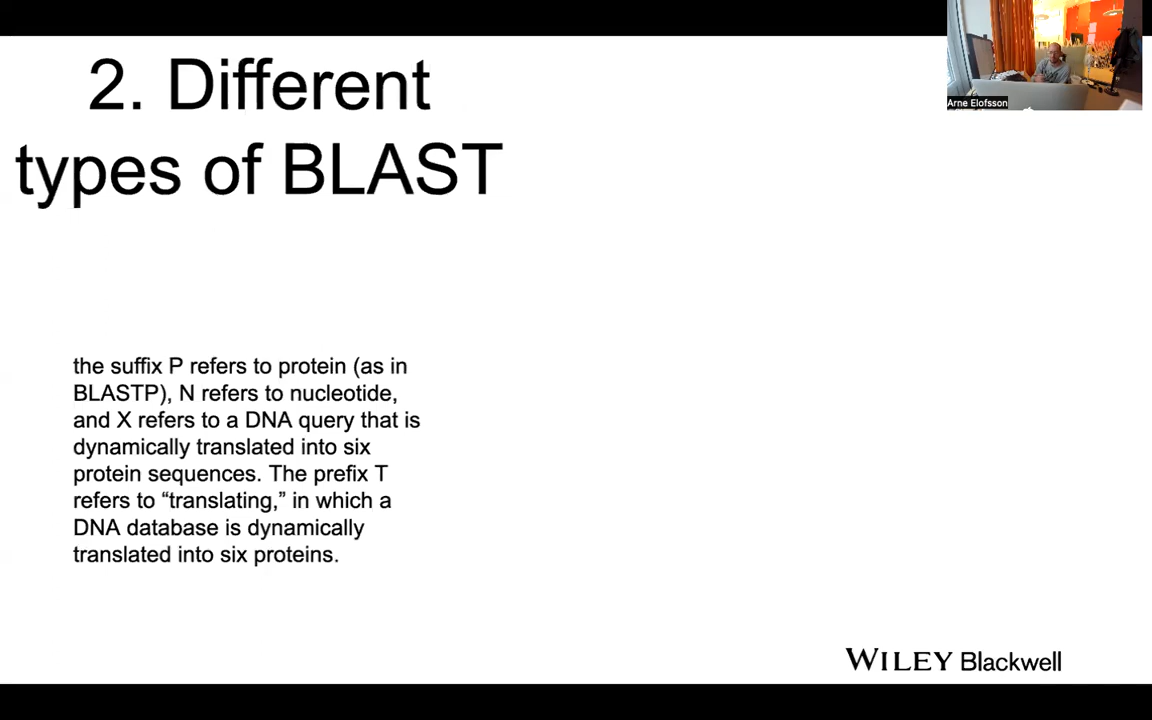 2. Different
types of BLAST
Arne Elofsson
the suffix P refers to protein (as in
BLASTP), N refers to nucleotide,
and X refers to a DNA query that is
dynamically translated into six
protein sequences. The prefix T
refers to “translating,” in which a
DNA database is dynamically
translated into six proteins.
WILEY Blackwell